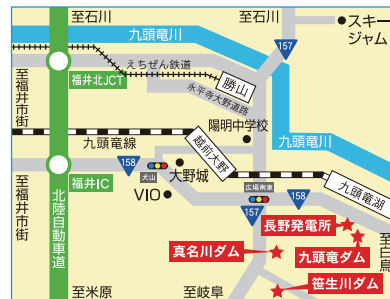 至石川
至石川
スキー
ジャム
九頭竜川
157
えちぜん鉄道
至福井市街
福井北JCT
勝山
永平寺大野道路
陽明中学校
九頭竜川
九頭竜線
越前大野
158
大野城
九頭竜湖
福井IC
犬山
広場南東
158
VIO
157
長野発電所
至福井市街
北陸自動車道
真名川ダム
九頭竜ダム
至白鳥
笹生川ダム
至米原
至岐阜